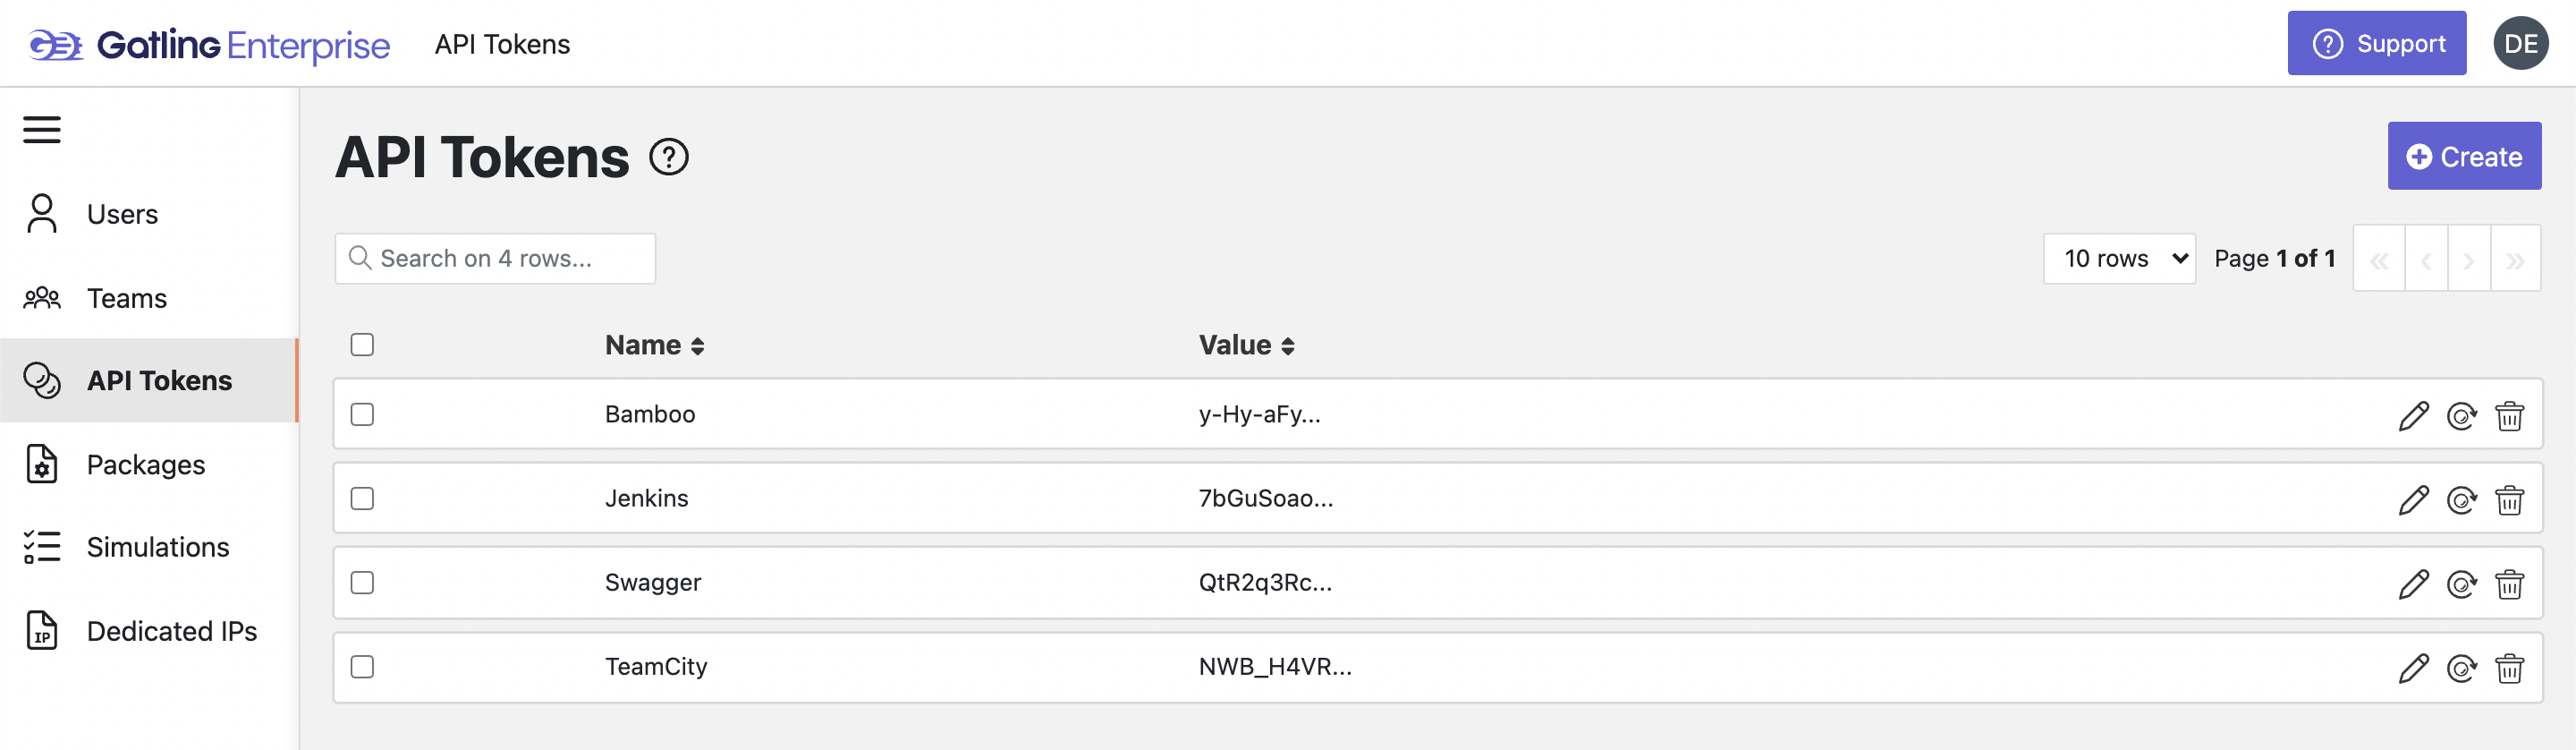 Gatling Enterprise API Tokens Support DE
API Tokens
Create
Users
Teams
API Tokens
Packages
Simulations
Dedicated IPs
IP
Search on 4 rows...
10 rows Page 1 of 1
Name Value
Bamboo y-Hy-aFy...
Jenkins 7bGuSoao...
Swagger QtR2q3Rc...
TeamCity NWB_H4VR...